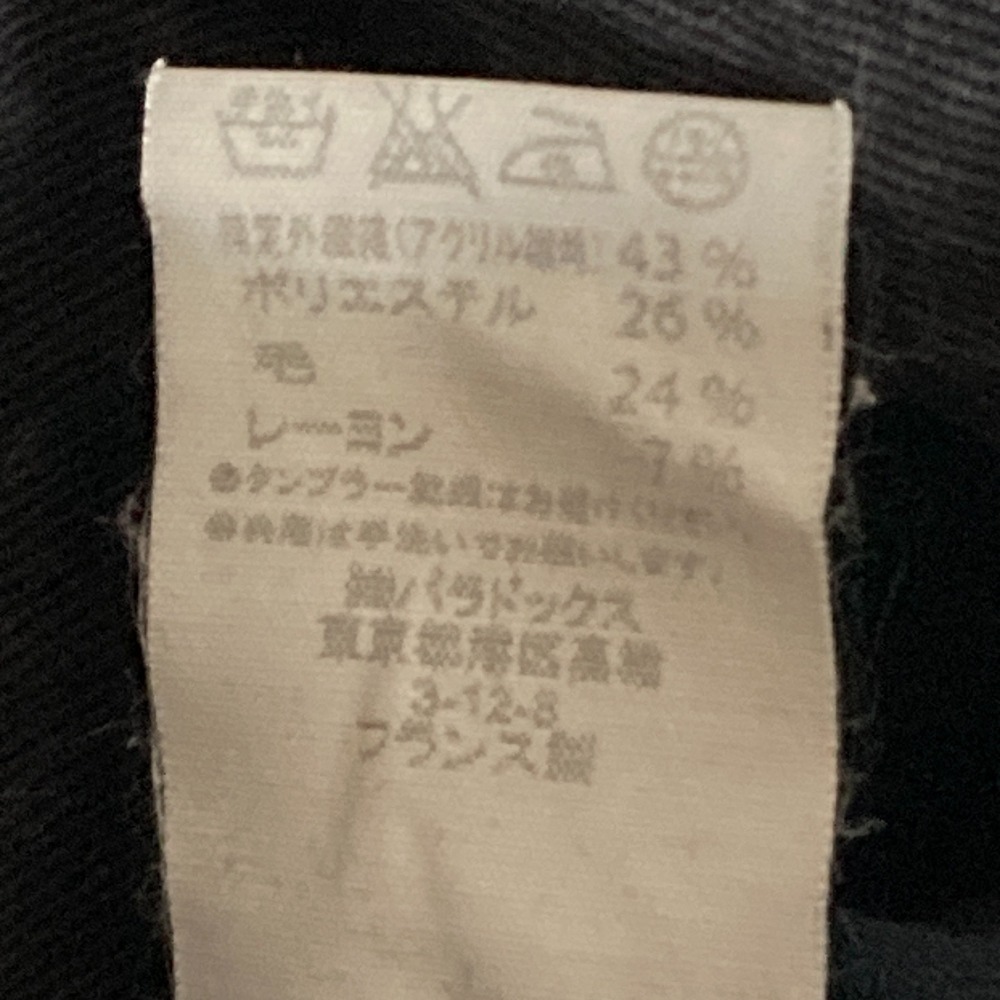 手洗イ
指定外繊維(アクリル繊維) 43 %
ポリエステル 26 %
毛 24 %
レーヨン 7 %
●タンブラー乾燥はお避けください。
は手洗いでお願いします。
㈱パラドックス
東京都港区高輪
3-12-8
フランス製